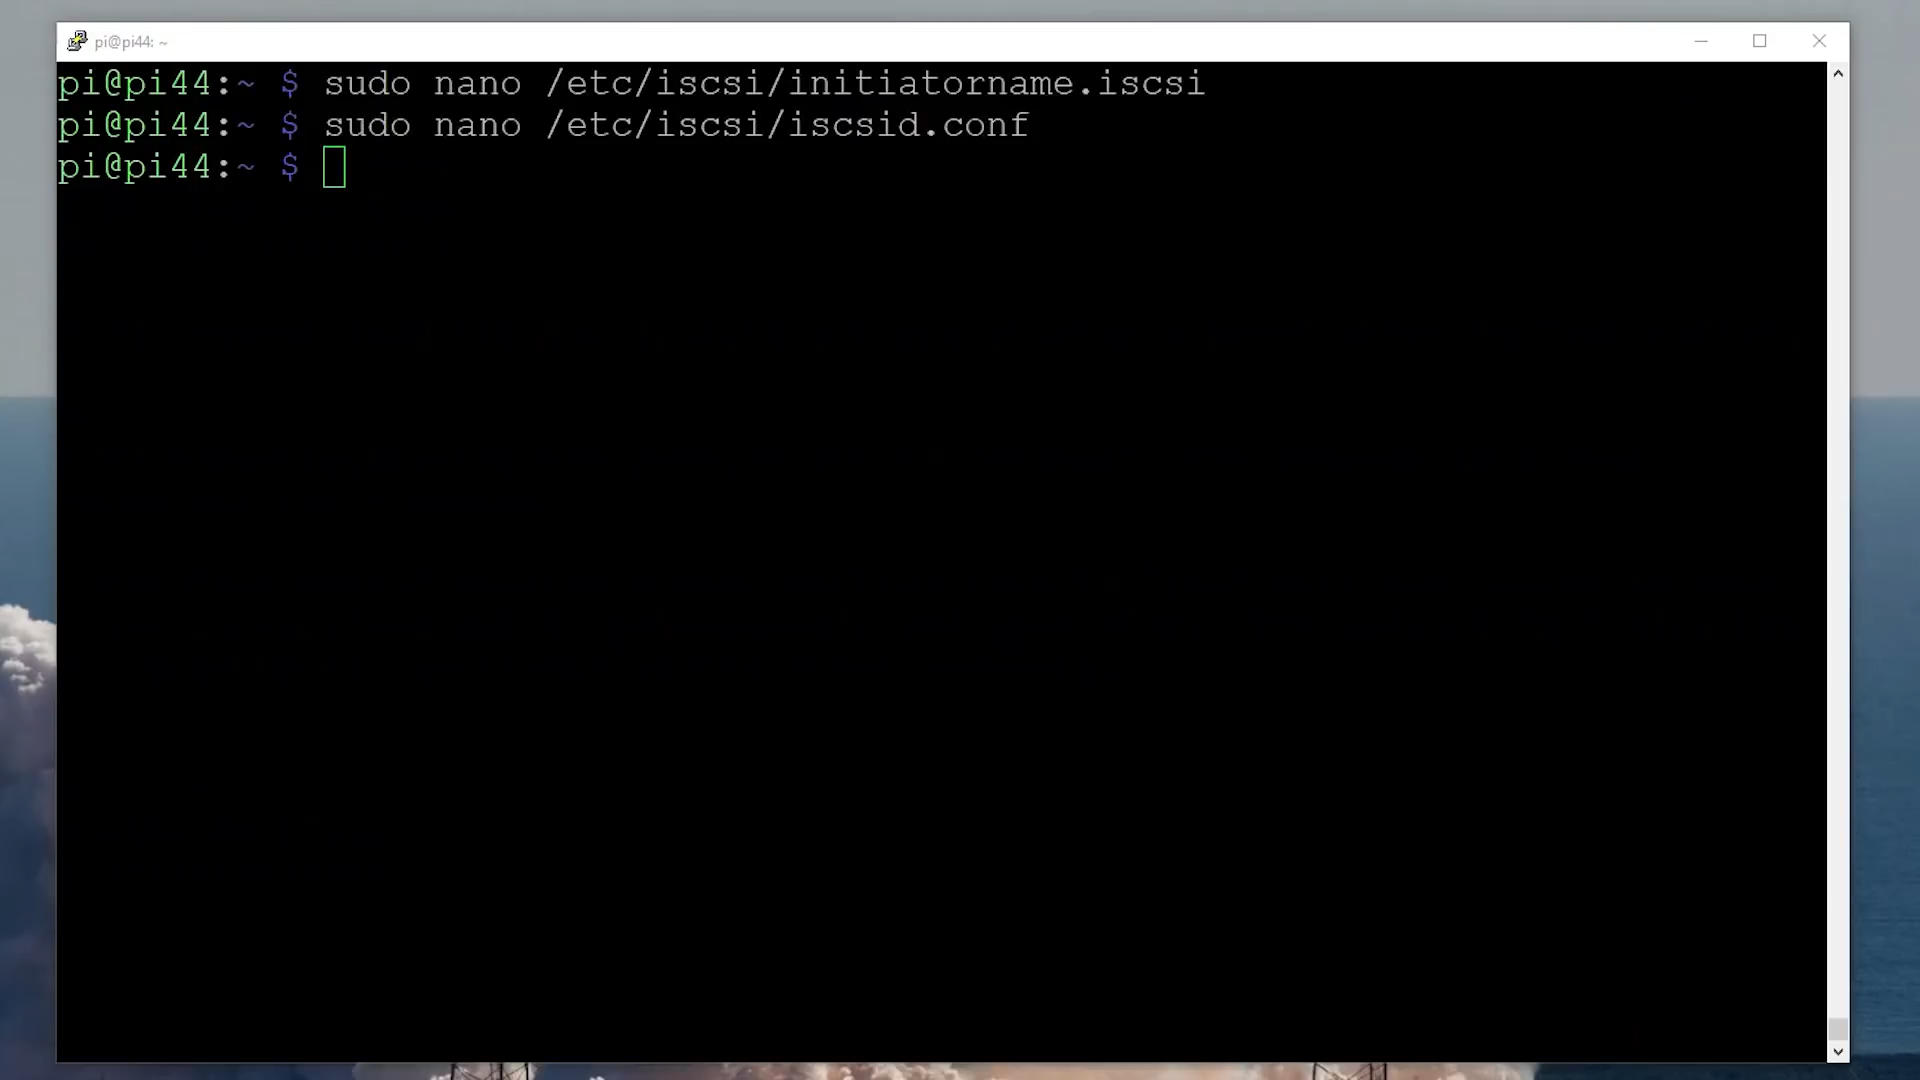 pi@pi44: ~
pi@pi44:~ $ sudo nano /etc/iscsi/initiatorname.iscsi
pi@pi44:~ $ sudo nano /etc/iscsi/iscsid.conf
pi@pi44:~ $